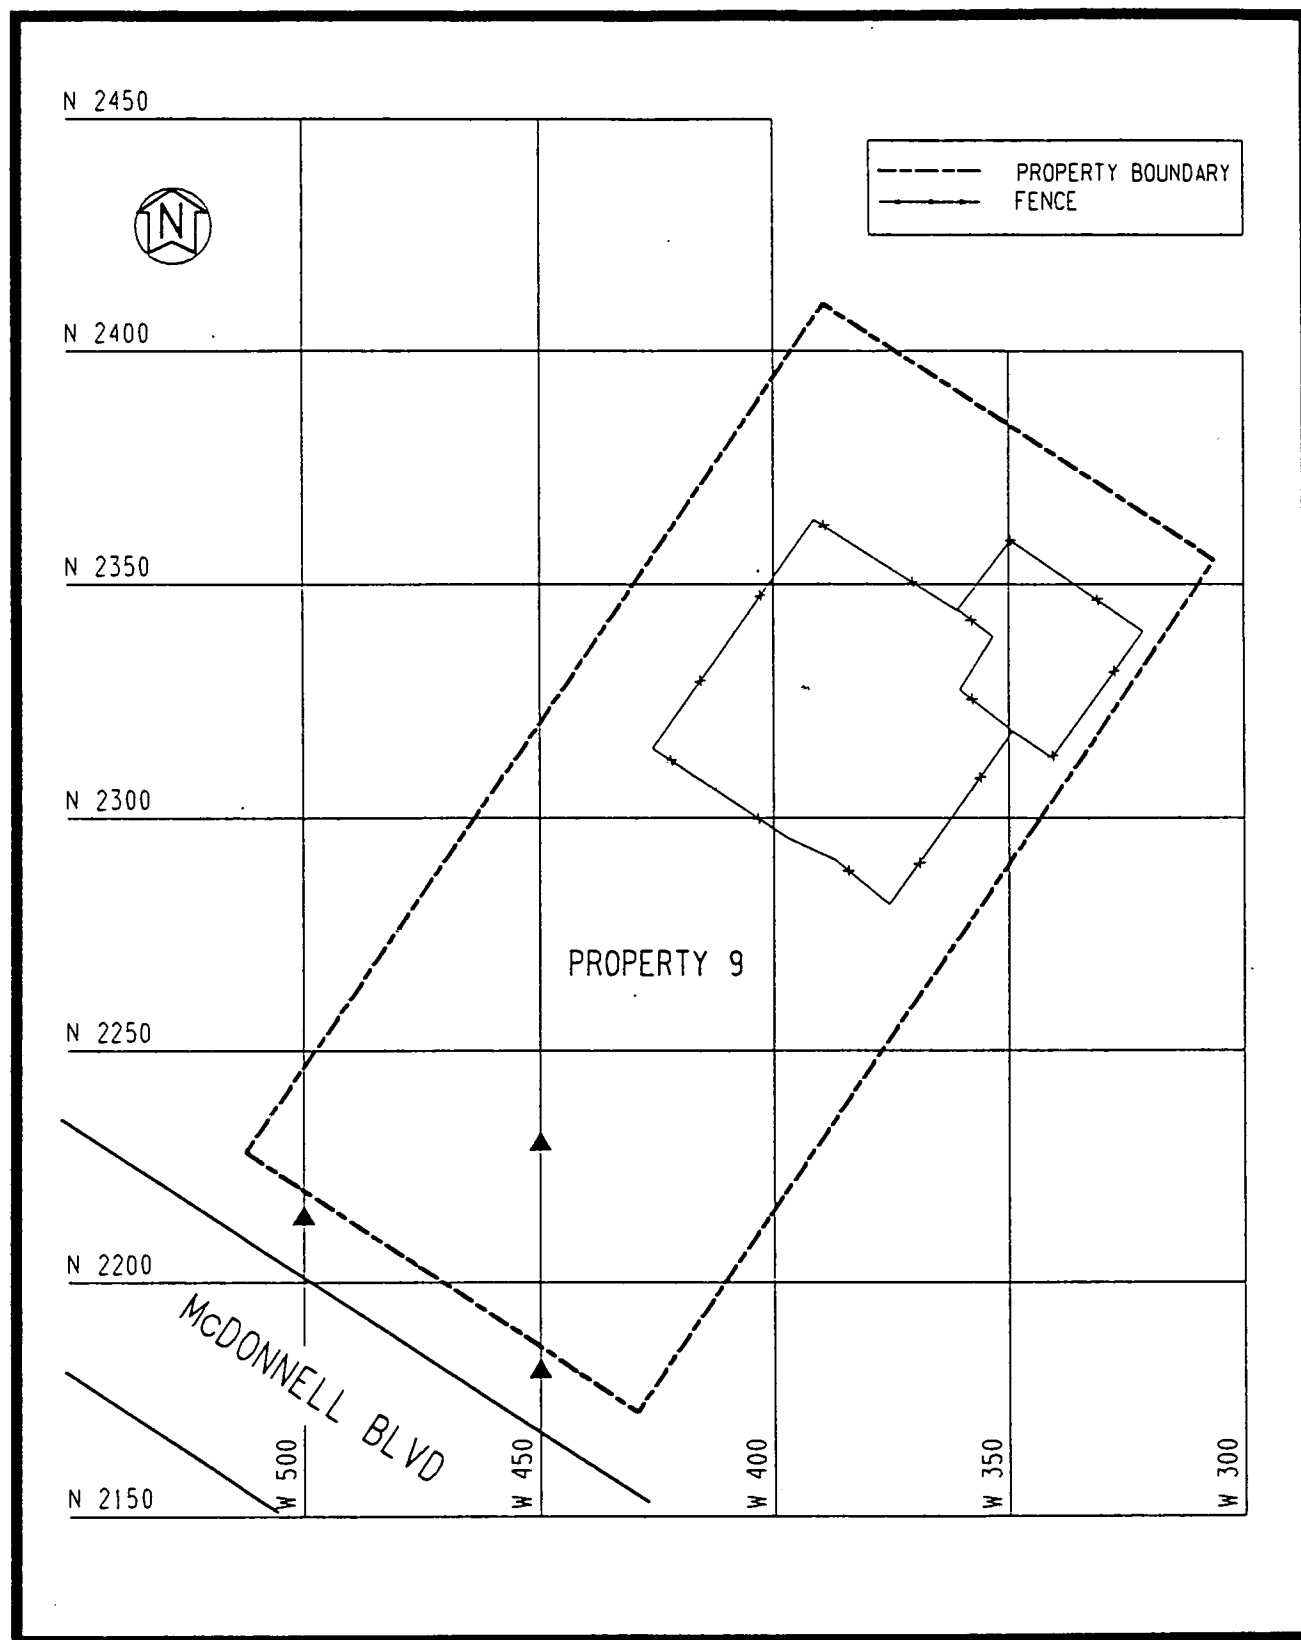 N 2450
PROPERTY BOUNDARY
FENCE
N
N 2400
N 2350
N 2300
PROPERTY 9
N 2250
N 2200
McDONNELL BLVD
W 500
W 450
W 400
W 350
W 300
N 2150